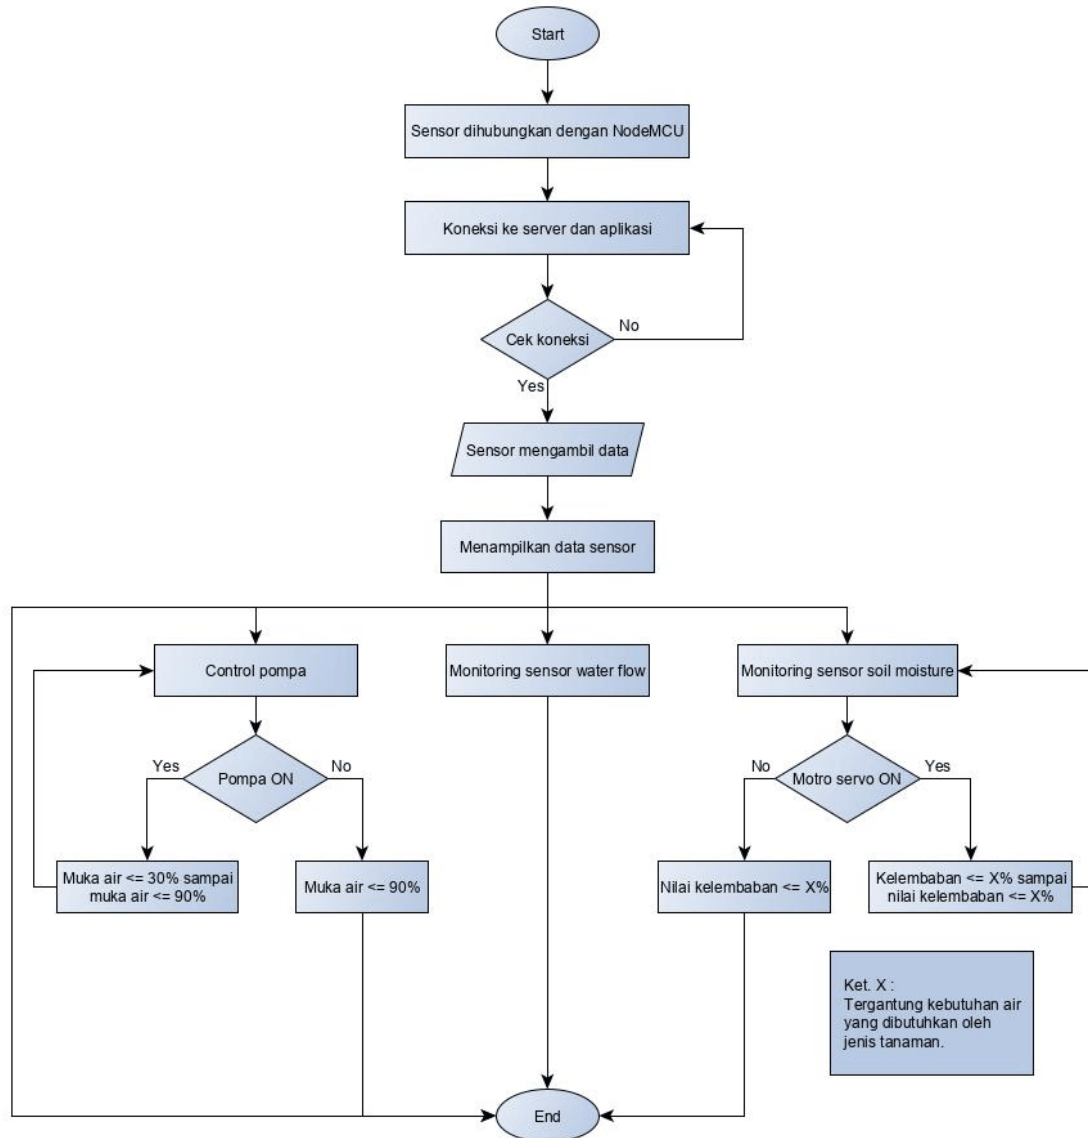 Start
Sensor dihubungkan dengan NodeMCU
Koneksi ke server dan aplikasi
Cek koneksi
No
Yes
Sensor mengambil data
Menampilkan data sensor
Control pompa
Monitoring sensor water flow
Monitoring sensor soil moisture
Yes
Pompa ON
No
No
Motro servo ON
Yes
Muka air <= 30% sampai
muka air <= 90%
Muka air <= 90%
Nilai kelembaban <= X%
Kelembaban <= X% sampai
nilai kelembaban <= X%
Ket. X :
Tergantung kebutuhan air
yang dibutuhkan oleh
jenis tanaman.
End